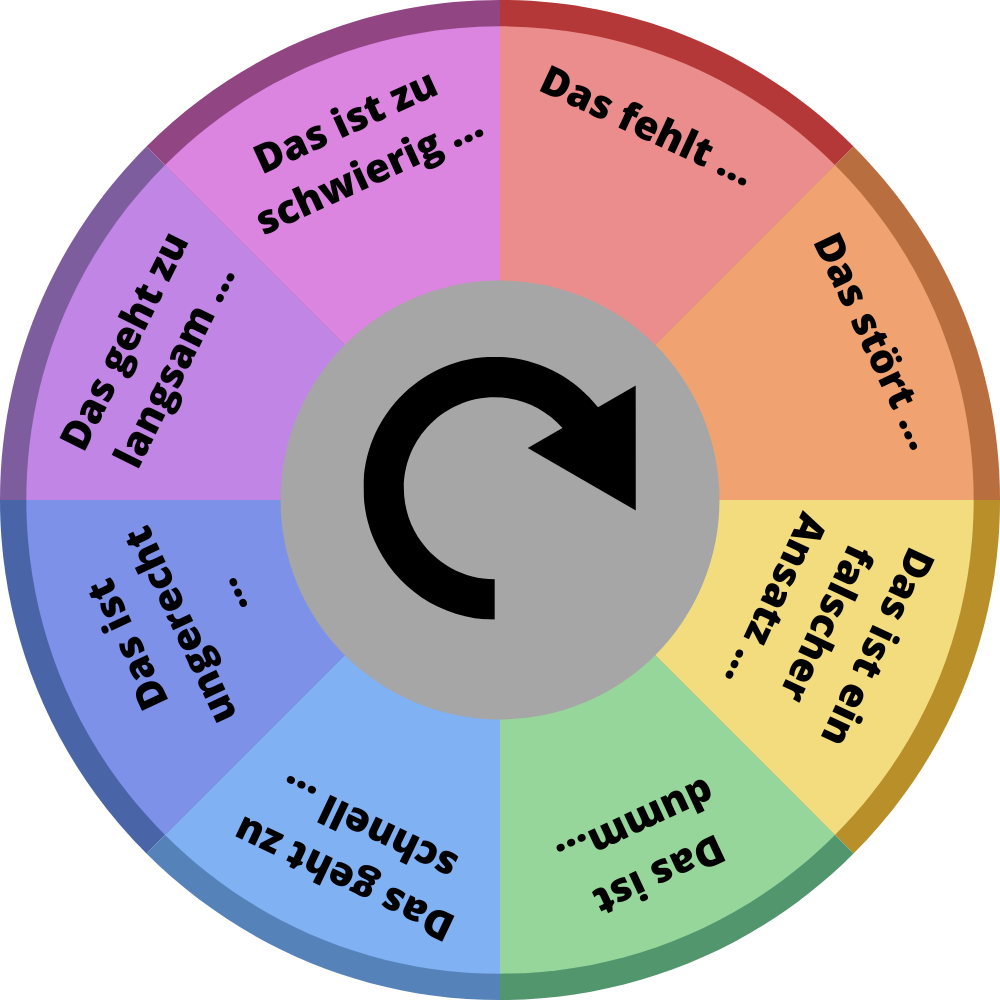 Das fehlt ...
Das stört ...
Das ist ein
falscher
Ansatz ...
Das ist
dumm...
Das geht zu
schnell ...
Das ist
ungerecht
...
Das geht zu
langsam ...
Das ist zu
schwierig ...